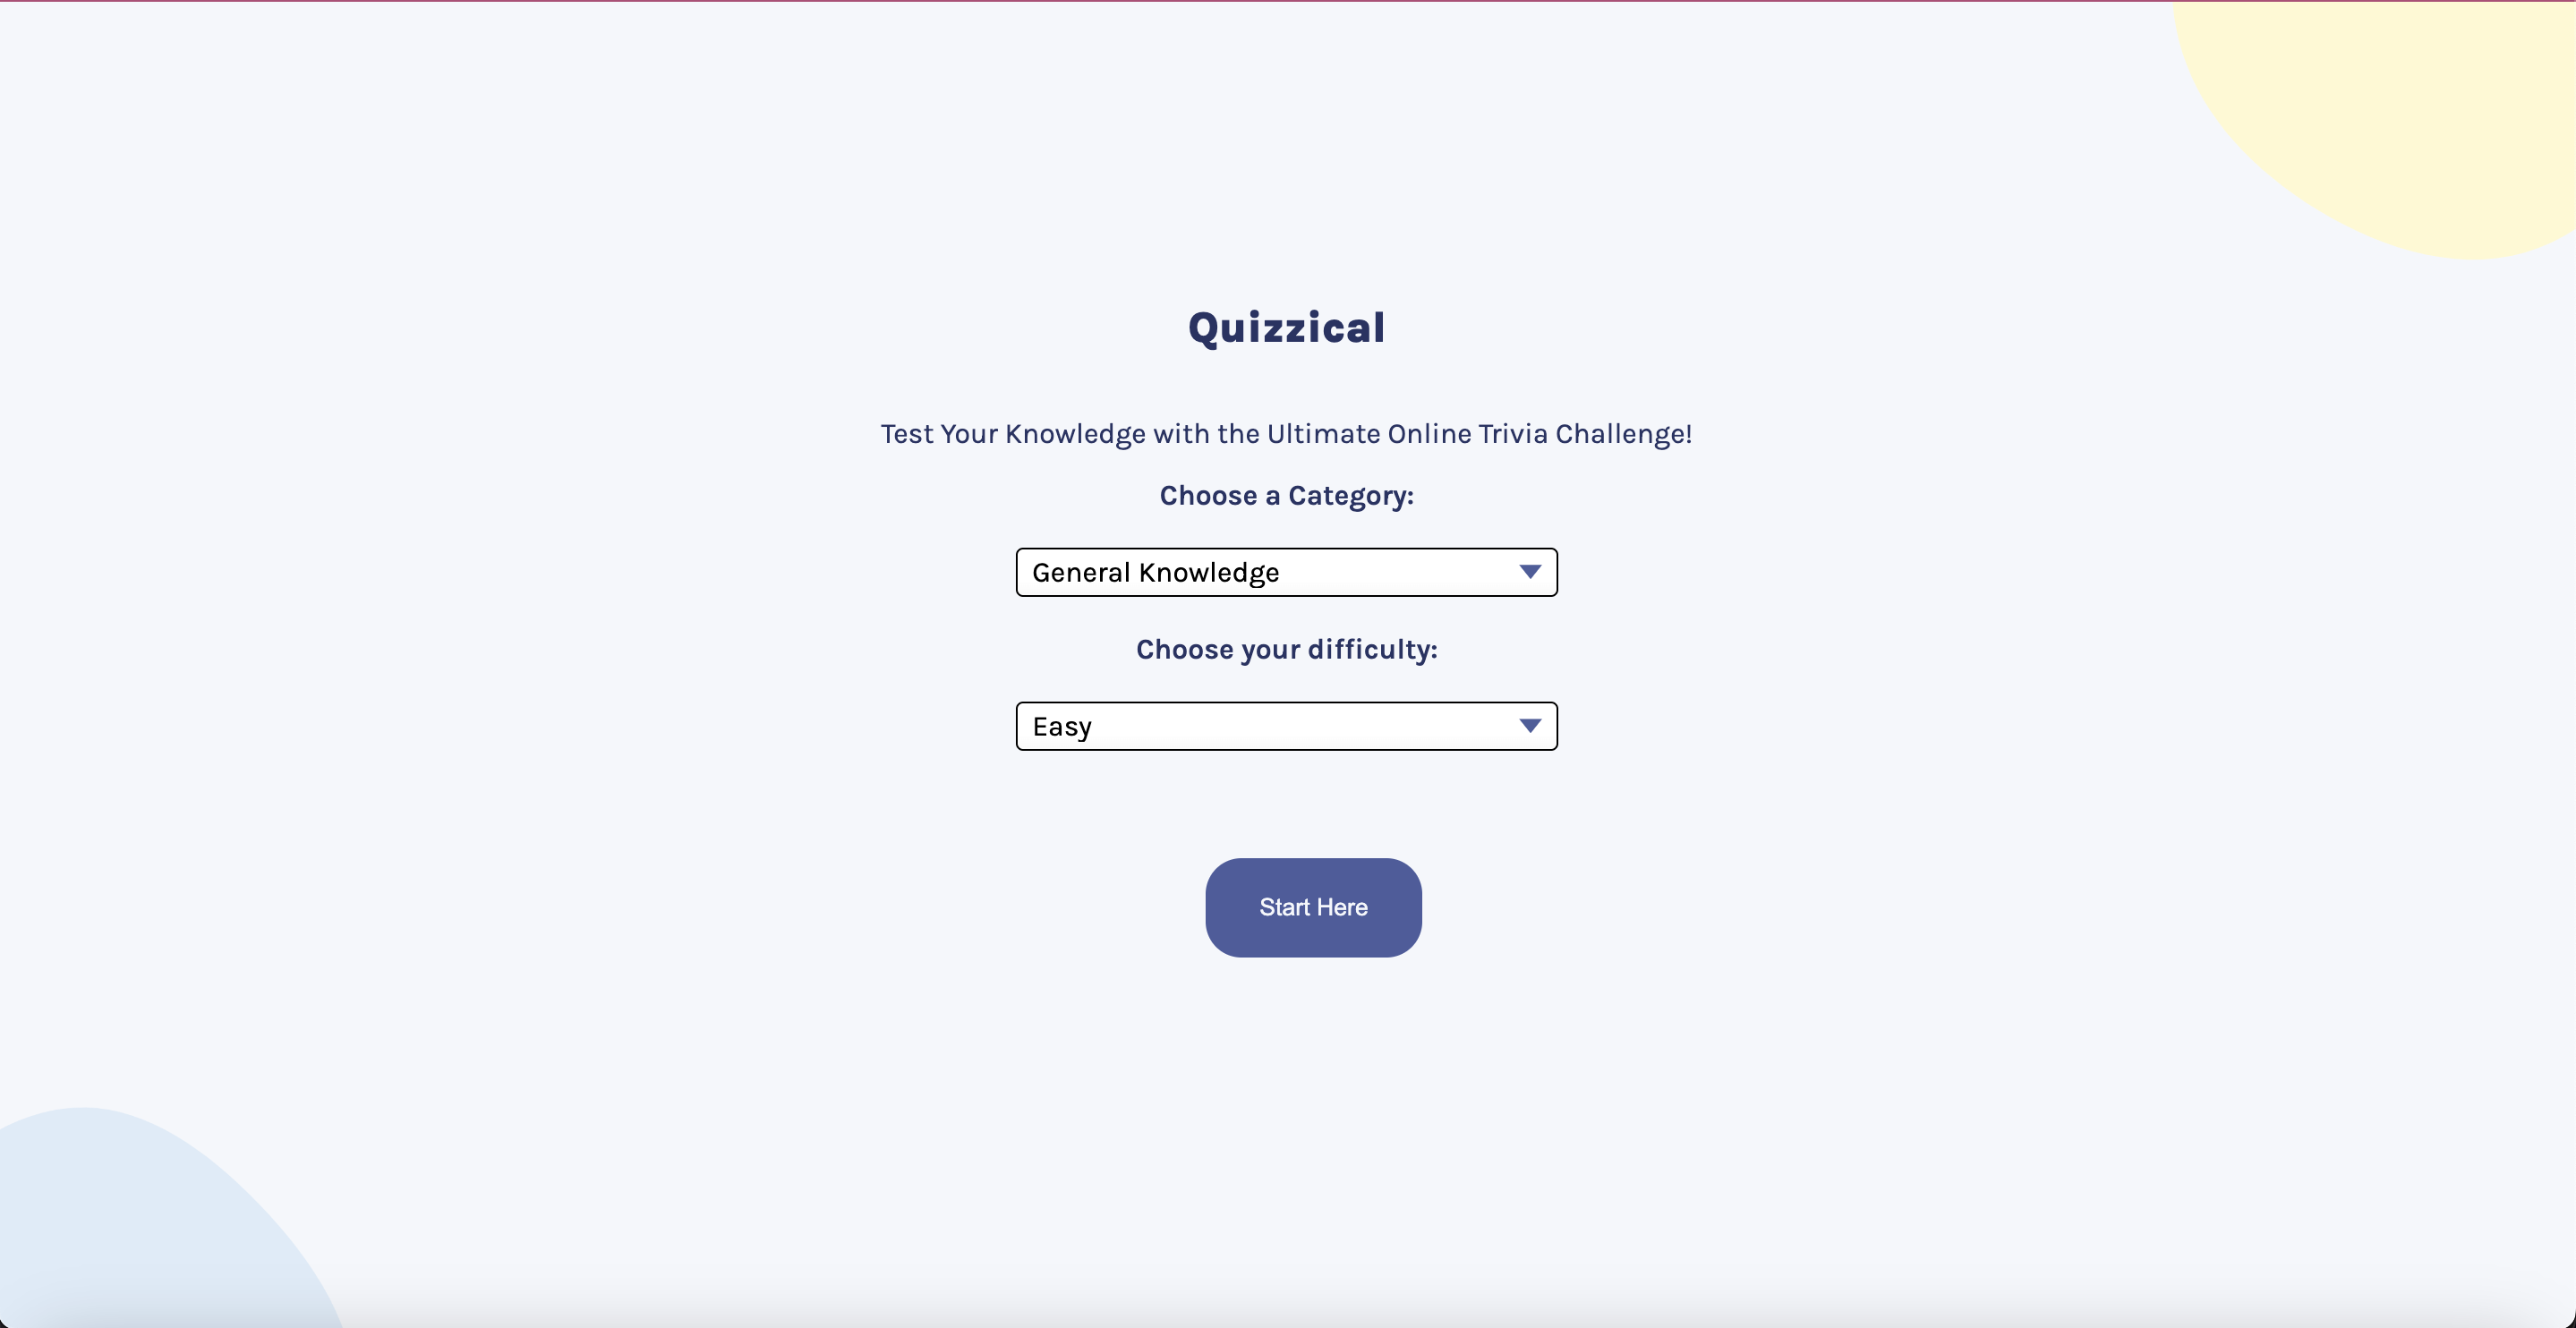 Quizzical
Test Your Knowledge with the Ultimate Online Trivia Challenge!
Choose a Category:
General Knowledge
Choose your difficulty:
Easy
Start Here